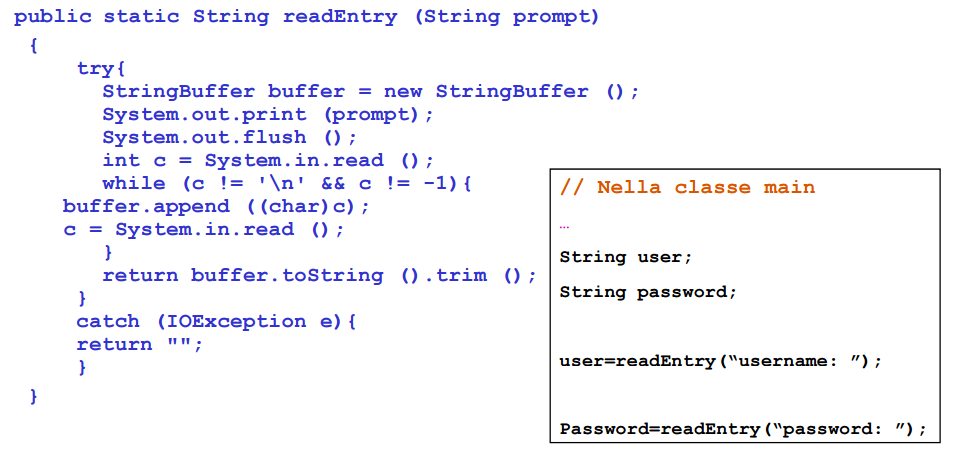 public static String readEntry (String prompt)
{
try{
StringBuffer buffer = new StringBuffer ();
System.out.print (prompt);
System.out.flush ();
int c = System.in.read ();
while (c != '\n' && c != -1){
buffer.append ((char)c);
c = System.in.read ();
}
return buffer.toString ().trim ();
}
catch (IOException e){
return "";
}
}
// Nella classe main
…
String user;
String password;
user=readEntry(“username: ”);
Password=readEntry(“password: ”);